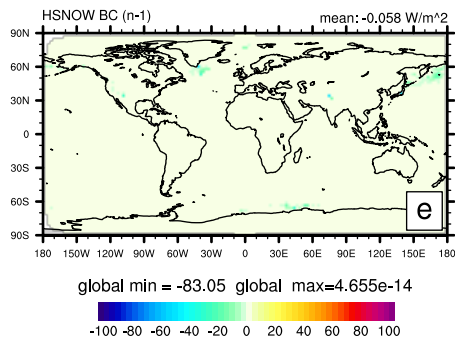 HSNOW BC (n-1) mean: -0.058 W/m^2
90N
60N
30N
0
30S
60S
90S
e
180 150W 120W 90W 60W 30W 0 30E 60E 90E 120E 150E 180
global min = -83.05 global max=4.655e-14
-100 -80 -60 -40 -20 0 20 40 60 80 100